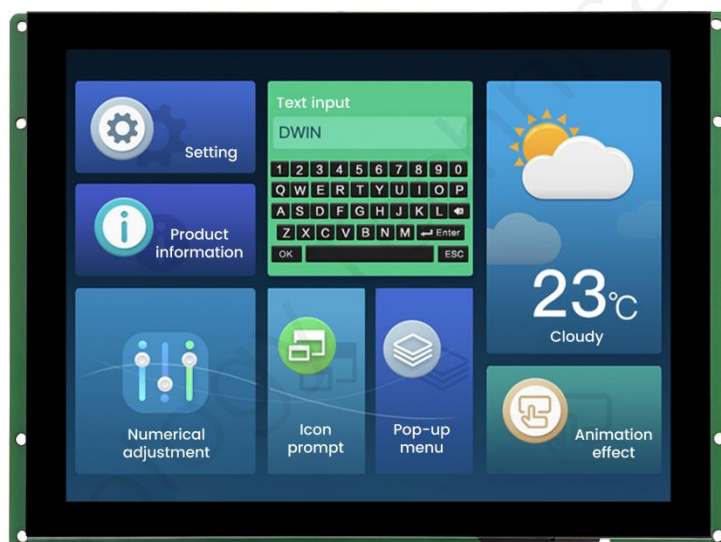 Setting
Product
information
Text input
DWIN
1 2 3 4 5 6 7 8 9 0
Q W E R T Y U I O P
A S D F G H J K L
Z X C V B N M Enter
OK ESC
23°C
Cloudy
Numerical
adjustment
Icon
prompt
Pop-up
menu
Animation
effect